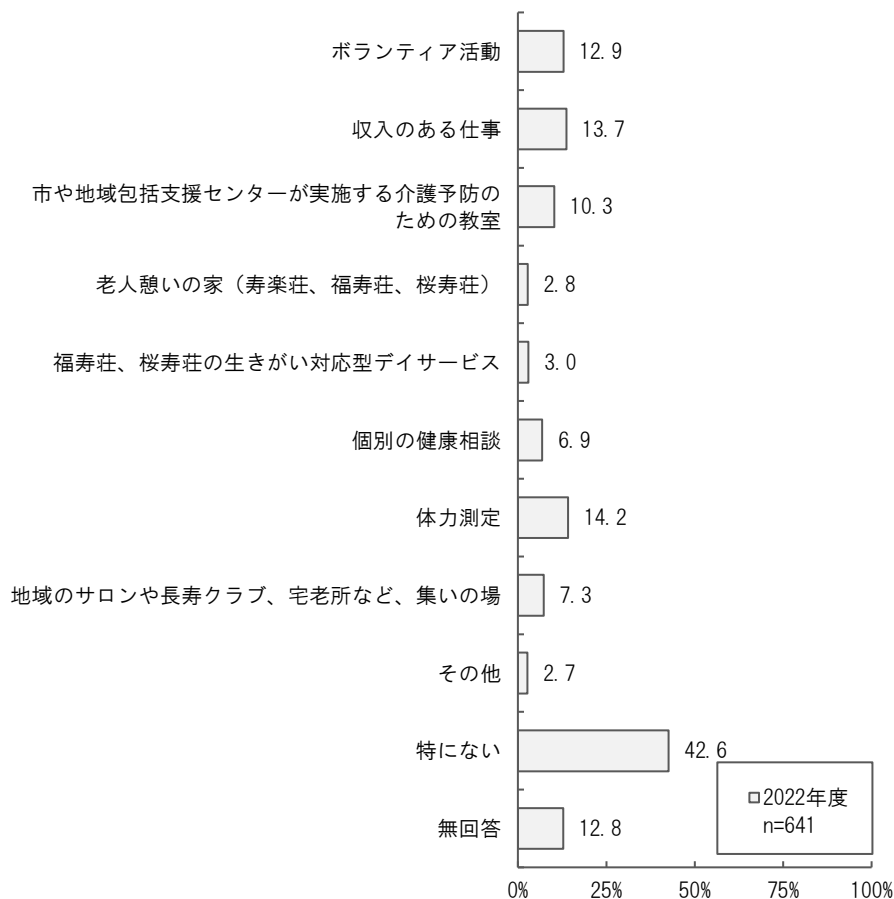 ボランティア活動 12.9
収入のある仕事 13.7
市や地域包括支援センターが実施する介護予防の
ための教室 10.3
老人憩いの家（寿楽荘、福寿荘、桜寿荘） 2.8
福寿荘、桜寿荘の生きがい対応型デイサービス 3.0
個別の健康相談 6.9
体力測定 14.2
地域のサロンや長寿クラブ、宅老所など、集いの場 7.3
その他 2.7
特にない 42.6
無回答 12.8
2022年度
n=641
0% 25% 50% 75% 100%